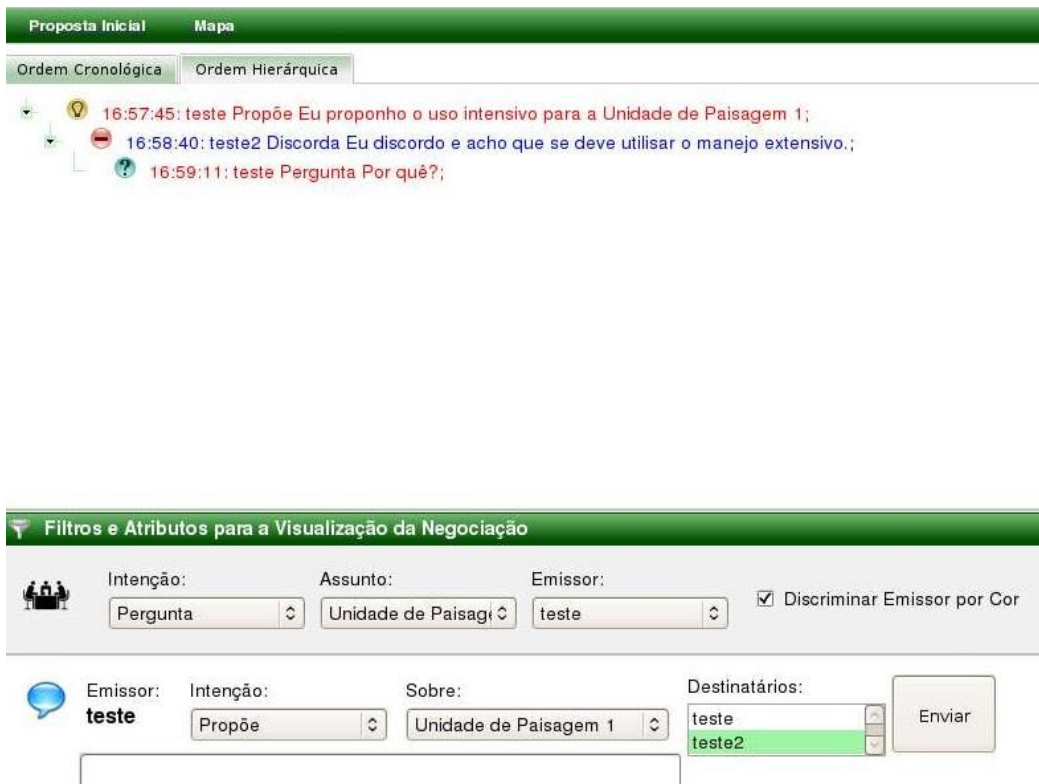 Proposta Inicial Mapa
Ordem Cronológica Ordem Hierárquica
16:57:45: teste Propõe Eu proponho o uso intensivo para a Unidade de Paisagem 1;
16:58:40: teste2 Discorda Eu discordo e acho que se deve utilisar o manejo extensivo.;
? 16:59:11: teste Pergunta Por quê?;
Filtros e Atributos para a Visualização da Negociação
Intenção: Assunto: Emissor:
Pergunta Unidade de Paisage teste Discriminar Emissor por Cor
Emissor: Intenção: Sobre: Destinatários:
teste Propõe Unidade de Paisagem 1 teste Enviar
teste2